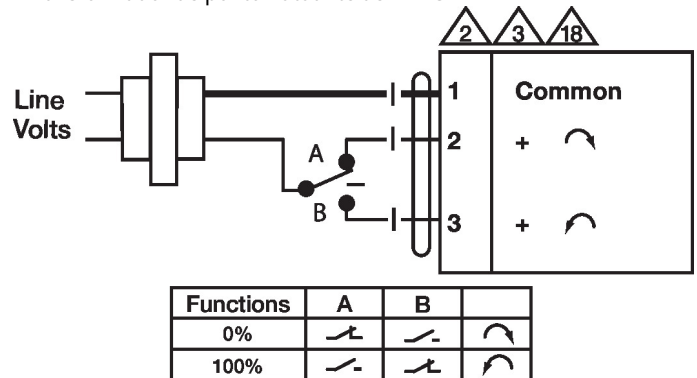 2 3 18
Line
Volts
1 Common
A
2 +
B
3 +
Functions A B
0%
100%